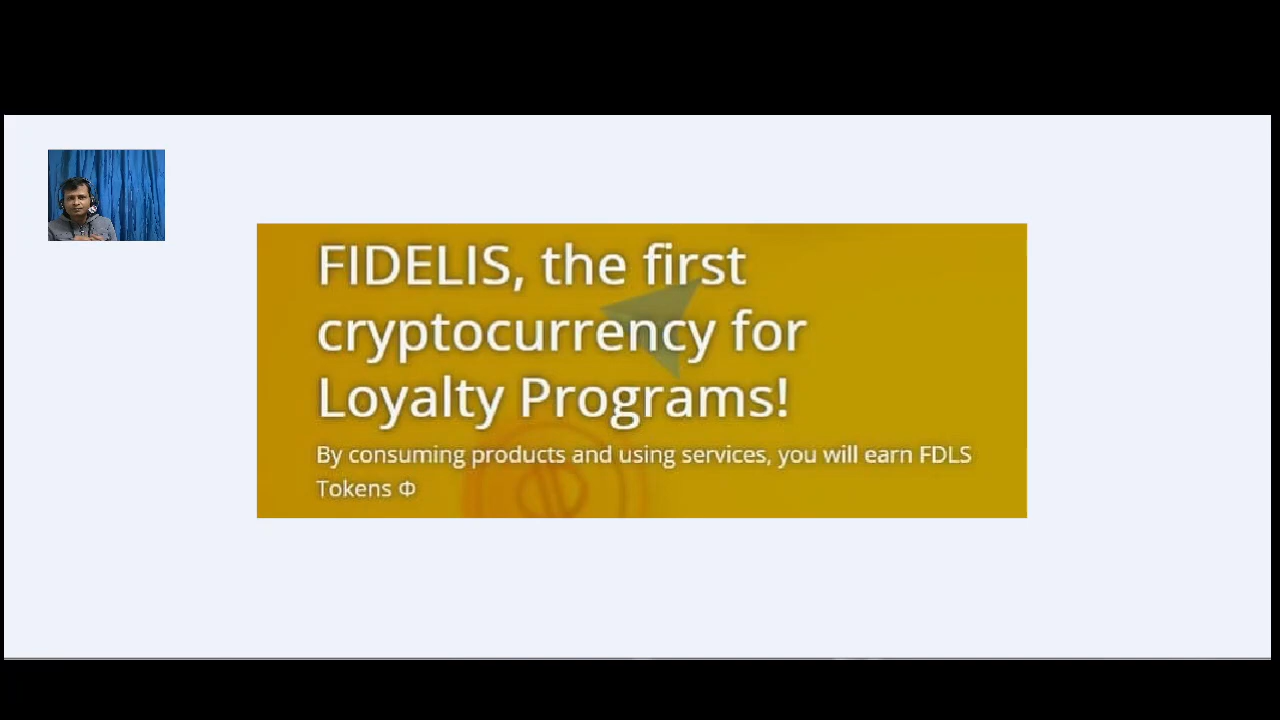 FIDELIS, the first
cryptocurrency for
Loyalty Programs!
By consuming products and using services, you will earn FDLS
Tokens Φ